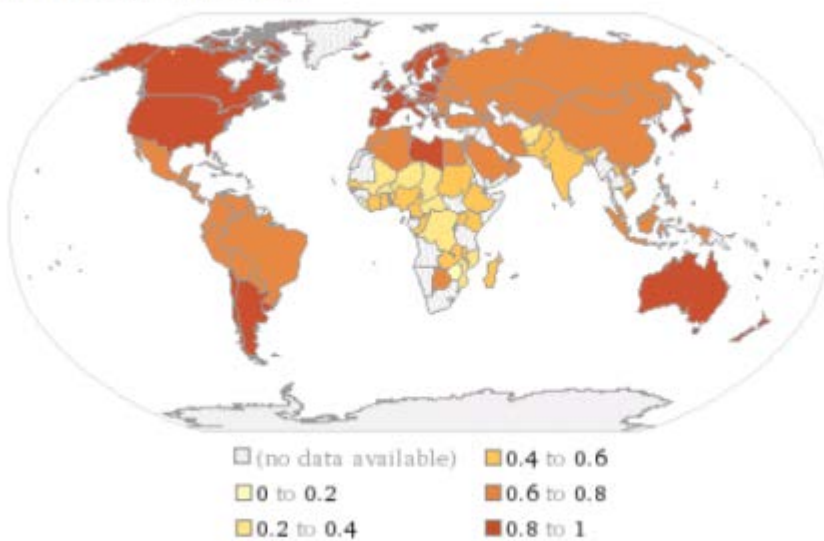 (no data available)
0 to 0.2
0.2 to 0.4
0.4 to 0.6
0.6 to 0.8
0.8 to 1